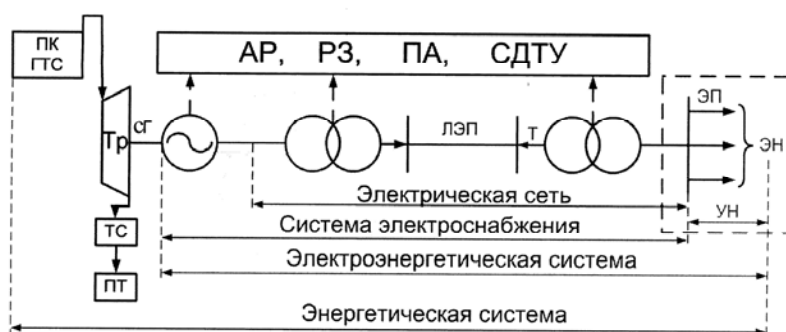 ПК
ГТС
АР, РЗ, ПА, СДТУ
Тр
СГ
ЛЭП
Т
ЭП
ЭН
УН
Электрическая сеть
Система электроснабжения
Электроэнергетическая система
ТС
ПТ
Энергетическая система